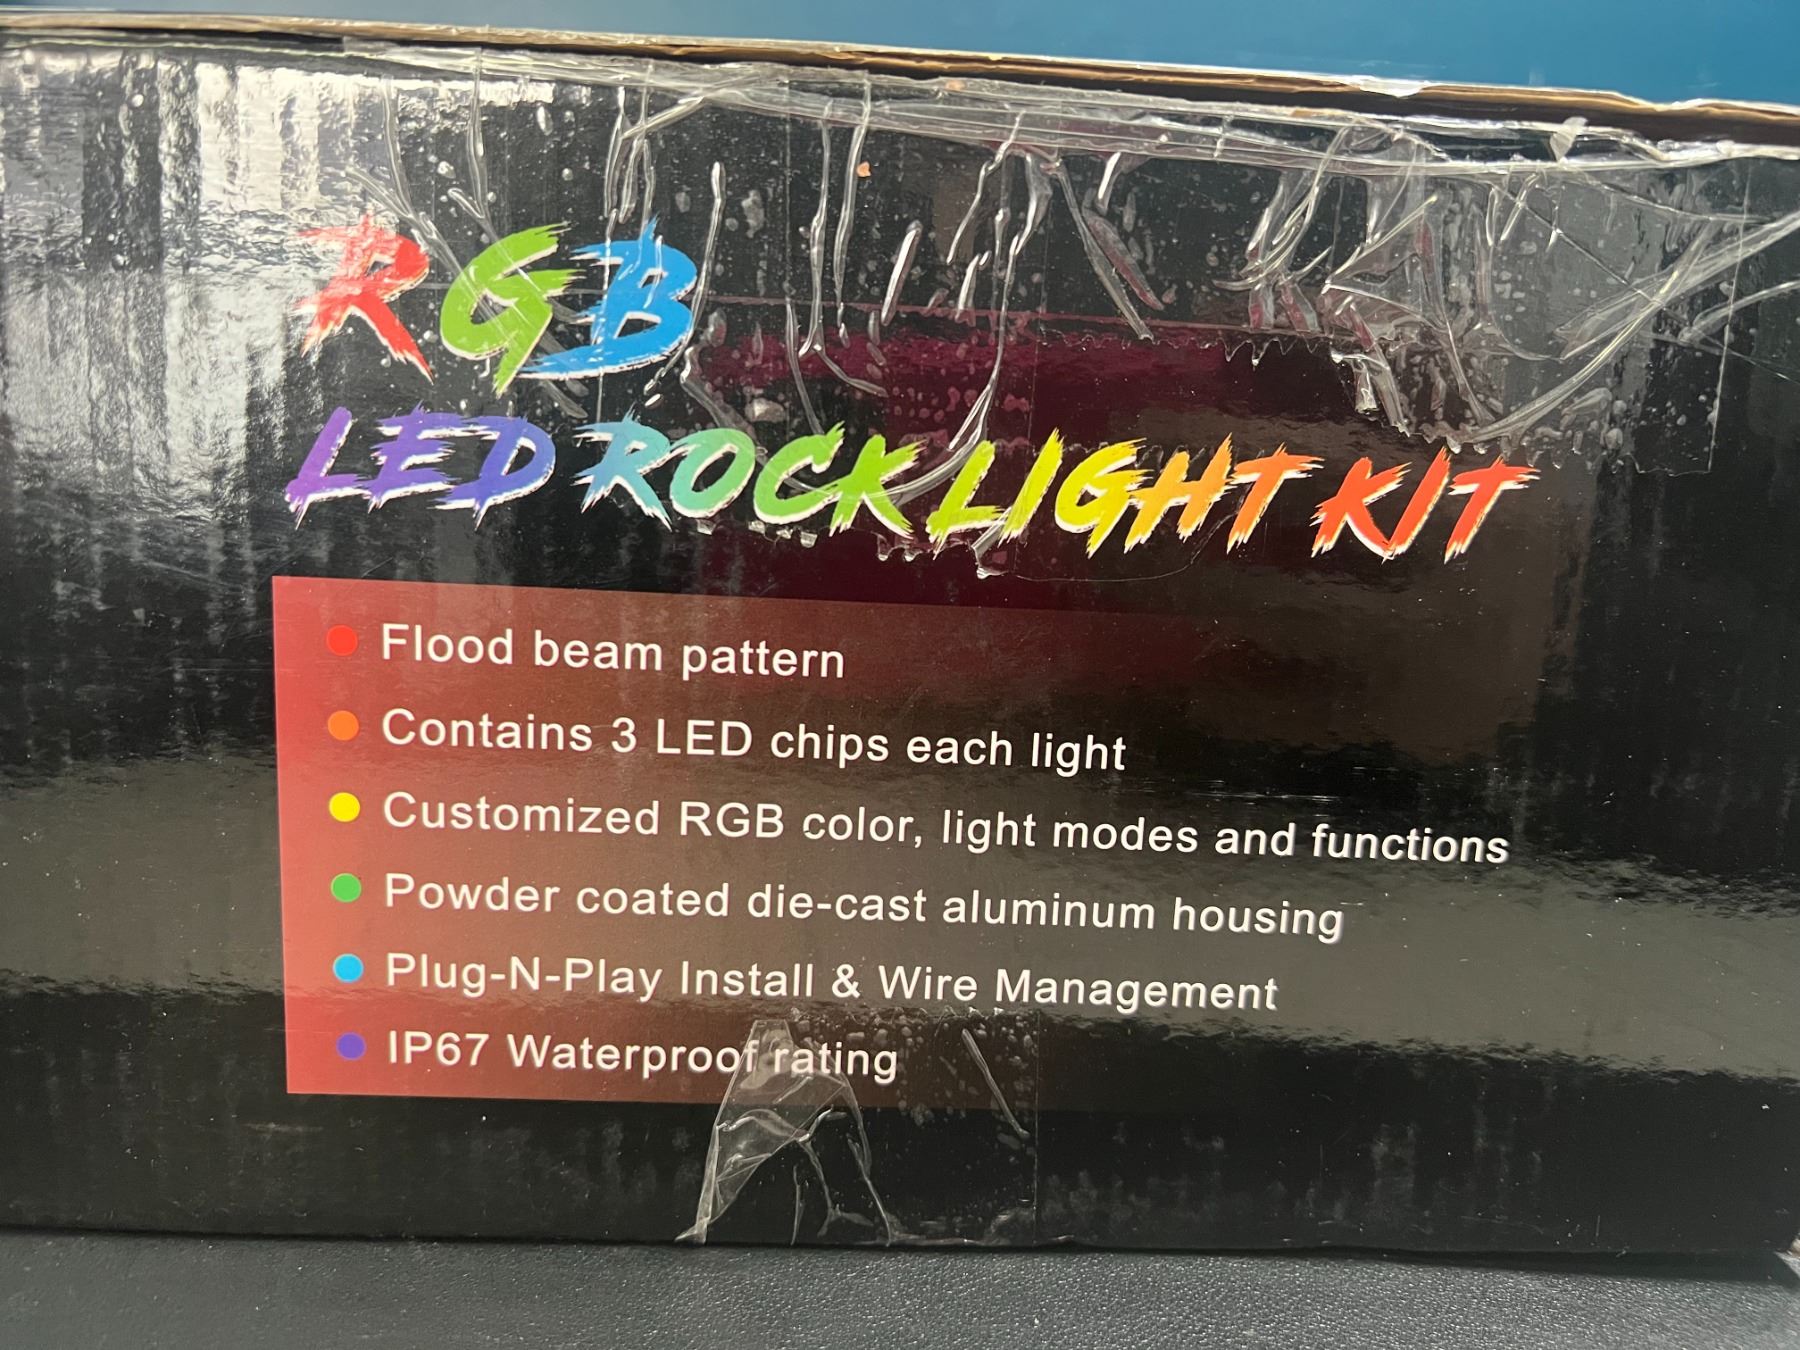 RGB
LED ROCK LIGHT KIT
Flood beam pattern
Contains 3 LED chips each light
Customized RGB color, light modes and functions
Powder coated die-cast aluminum housing
Plug-N-Play Install & Wire Management
IP67 Waterproof rating